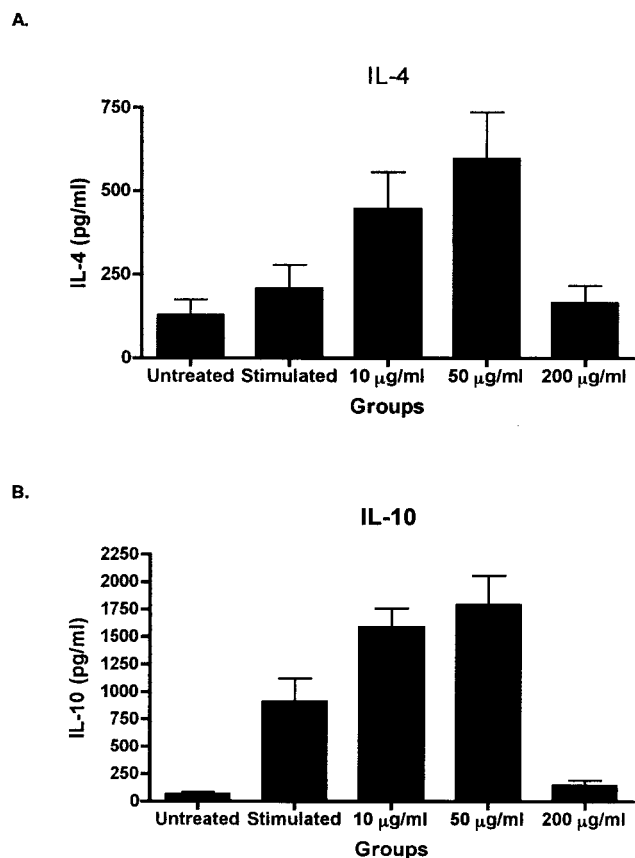 A.
IL-4
750
500
250
0
IL-4 (pg/ml)
Untreated Stimulated 10 µg/ml 50 µg/ml 200 µg/ml
Groups
B.
IL-10
2250
2000
1750
1500
1250
1000
750
500
250
0
IL-10 (pg/ml)
Untreated Stimulated 10 µg/ml 50 µg/ml 200 µg/ml
Groups